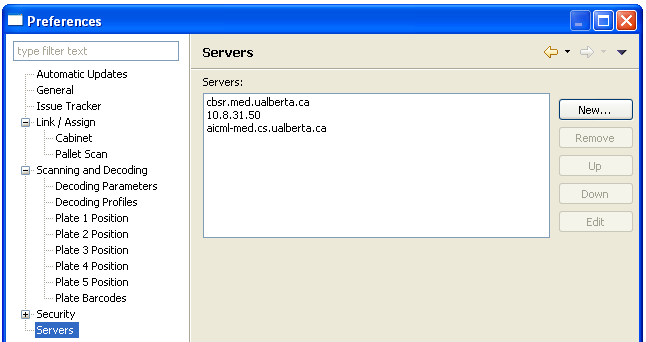 Preferences
type filter text
Automatic Updates
General
Issue Tracker
Link / Assign
Cabinet
Pallet Scan
Scanning and Decoding
Decoding Parameters
Decoding Profiles
Plate 1 Position
Plate 2 Position
Plate 3 Position
Plate 4 Position
Plate 5 Position
Plate Barcodes
Security
Servers
Servers
Servers:
cbsr.med.ualberta.ca
10.8.31.50
aicml-med.cs.ualberta.ca
New...
Remove
Up
Down
Edit